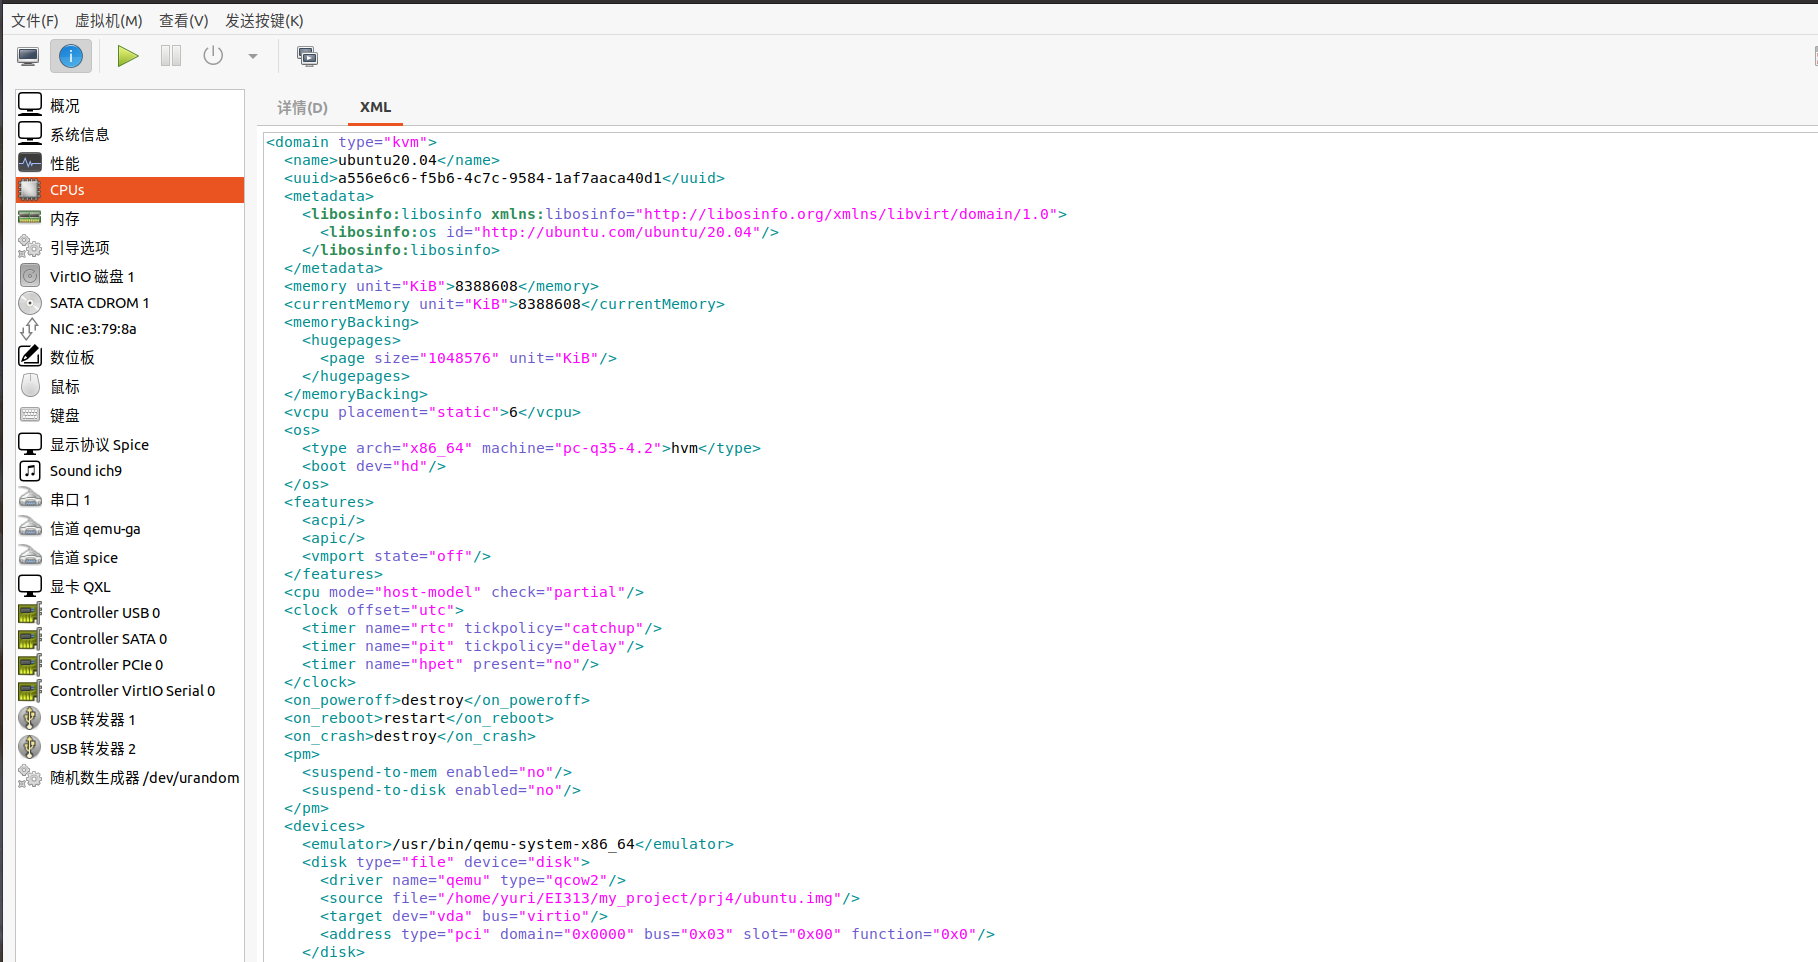 文件(F) 虚拟机(M) 查看(V) 发送按键(K)
概况
系统信息
性能
CPUs
内存
引导选项
VirtIO 磁盘 1
SATA CDROM 1
NIC :e3:79:8a
数位板
鼠标
键盘
显示协议 Spice
Sound ich9
串口 1
信道 qemu-ga
信道 spice
显卡 QXL
Controller USB 0
Controller SATA 0
Controller PCIe 0
Controller VirtIO Serial 0
USB 转发器 1
USB 转发器 2
随机数生成器 /dev/urandom
详情(D) XML
<domain type="kvm">
  <name>ubuntu20.04</name>
  <uuid>a556e6c6-f5b6-4c7c-9584-1af7aaca40d1</uuid>
  <metadata>
    <libosinfo:libosinfo xmlns:libosinfo="http://libosinfo.org/xmlns/libvirt/domain/1.0">
      <libosinfo:os id="http://ubuntu.com/ubuntu/20.04"/>
    </libosinfo:libosinfo>
  </metadata>
  <memory unit="KiB">8388608</memory>
  <currentMemory unit="KiB">8388608</currentMemory>
  <memoryBacking>
    <hugepages>
      <page size="1048576" unit="KiB"/>
    </hugepages>
  </memoryBacking>
  <vcpu placement="static">6</vcpu>
  <os>
    <type arch="x86_64" machine="pc-q35-4.2">hvm</type>
    <boot dev="hd"/>
  </os>
  <features>
    <acpi/>
    <apic/>
    <vmport state="off"/>
  </features>
  <cpu mode="host-model" check="partial"/>
  <clock offset="utc">
    <timer name="rtc" tickpolicy="catchup"/>
    <timer name="pit" tickpolicy="delay"/>
    <timer name="hpet" present="no"/>
  </clock>
  <on_poweroff>destroy</on_poweroff>
  <on_reboot>restart</on_reboot>
  <on_crash>destroy</on_crash>
  <pm>
    <suspend-to-mem enabled="no"/>
    <suspend-to-disk enabled="no"/>
  </pm>
  <devices>
    <emulator>/usr/bin/qemu-system-x86_64</emulator>
    <disk type="file" device="disk">
      <driver name="qemu" type="qcow2"/>
      <source file="/home/yuri/EI313/my_project/prj4/ubuntu.img"/>
      <target dev="vda" bus="virtio"/>
      <address type="pci" domain="0x0000" bus="0x03" slot="0x00" function="0x0"/>
    </disk>